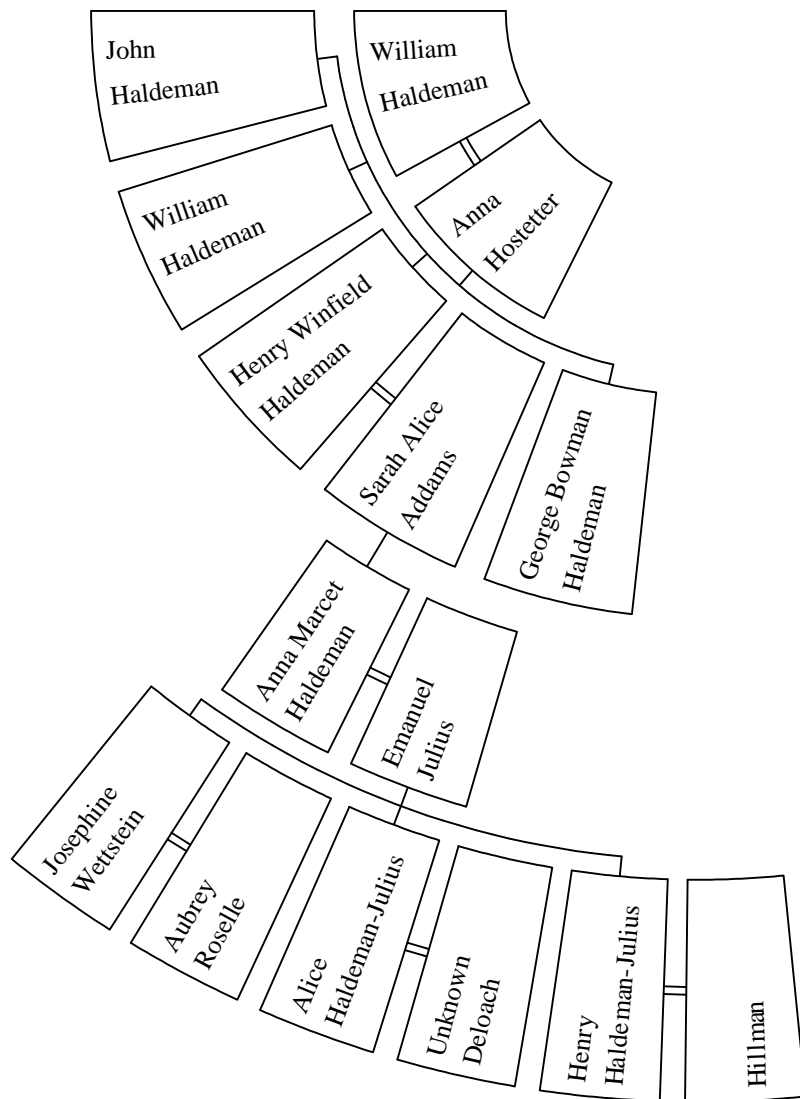 John
Haldeman
William
Haldeman
William
Haldeman
Anna
Hostetter
Henry Winfield
Haldeman
Sarah Alice
Addams
George Bowman
Haldeman
Anna Marcet
Haldeman
Emanuel
Julius
Josephine
Wettstein
Aubrey
Roselle
Alice
Haldeman-Julius
Unknown
Deloach
Henry
Haldeman-Julius
Hillman